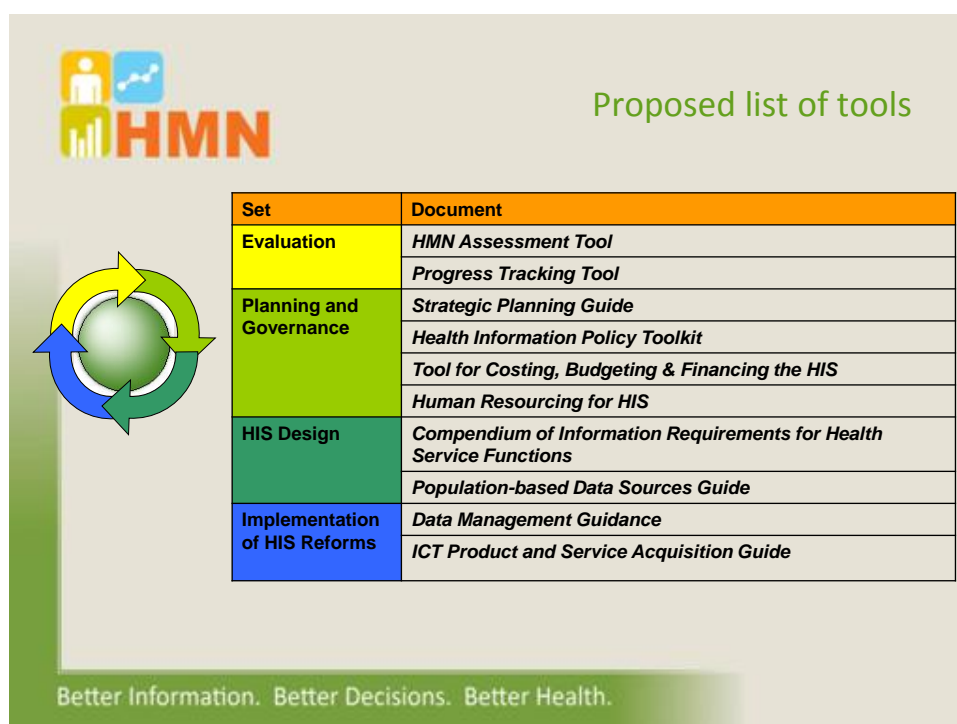 HMN
Proposed list of tools
Set Document
Evaluation HMN Assessment Tool
Progress Tracking Tool
Planning and Governance Strategic Planning Guide
Health Information Policy Toolkit
Tool for Costing, Budgeting & Financing the HIS
Human Resourcing for HIS
HIS Design Compendium of Information Requirements for Health
Service Functions
Population-based Data Sources Guide
Implementation of HIS Reforms Data Management Guidance
ICT Product and Service Acquisition Guide
Better Information. Better Decisions. Better Health.